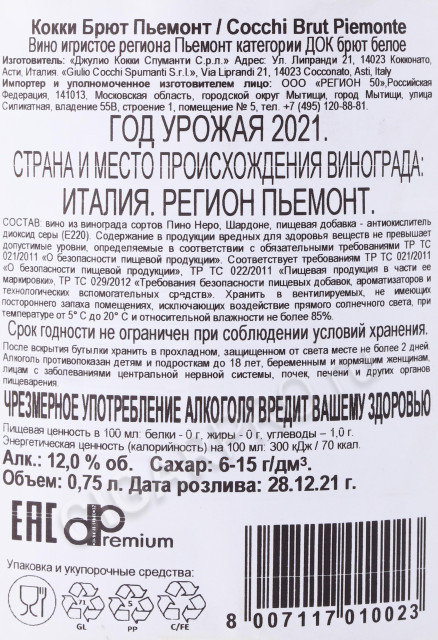 Кокки Брют Пьемонт / Cocchi Brut Piemonte
Вино игристое региона Пьемонт категории ДОК брют белое
Изготовитель: «Джулио Кокки Спуманти С.р.л.» Адрес: Ул. Липранди 21, 14023 Кокконато,
Асти, Италия. «Giulio Cocchi Spumanti S.r.l.», Via Liprandi 21, 14023 Cocconato, Asti, Italy
Импортер и уполномоченное изготовителем лицо: ООО «РЕГИОН 50»,Российская
Федерация, 141013, Московская область, городской округ Мытищи, город Мытищи, улица
Силикатная, владение 55В, строение 1, помещение № 5, тел. +7 (495) 120-88-81.
ГОД УРОЖАЯ 2021.
СТРАНА И МЕСТО ПРОИСХОЖДЕНИЯ ВИНОГРАДА:
ИТАЛИЯ. РЕГИОН ПЬЕМОНТ.
СОСТАВ: вино из винограда сортов Пино Неро, Шардоне, пищевая добавка - антиокислитель
диоксид серы (Е220). Содержание в продукции вредных для здоровья веществ не превышает
допустимые уровни, определяемые в соответствии с обязательными требованиями ТР ТС
021/2011 «О безопасности пищевой продукции». Соответствует требованиям ТР ТС 021/2011
«О безопасности пищевой продукции», ТР ТС 022/2011 «Пищевая продукция в части ее
маркировки», ТР ТС 029/2012 «Требования безопасности пищевых добавок, ароматизаторов и
технологических вспомогательных средств». Хранить в вентилируемых, не имеющих
постороннего запаха помещениях, исключающих воздействие прямого солнечного света, при
температуре от 5° С до 20° С и относительной влажности не более 85%.
Срок годности не ограничен при соблюдении условий хранения.
После вскрытия бутылки хранить в прохладном, защищенном от света месте не более 2 дней.
Алкоголь противопоказан детям и подросткам до 18 лет, беременным и кормящим женщинам,
лицам с заболеваниями центральной нервной системы, почек, печени и других органов
пищеварения.
ЧРЕЗМЕРНОЕ УПОТРЕБЛЕНИЕ АЛКОГОЛЯ ВРЕДИТ ВАШЕМУ ЗДОРОВЬЮ
Пищевая ценность в 100 мл: белки - 0 г, жиры - 0 г, углеводы – 1,0 г.
Энергетическая ценность (калорийность) на 100 мл: 300 кДж / 70 ккал.
Алк.: 12,0 % об. Сахар: 6-15 г/дм³.
Объем: 0,75 л. Дата розлива: 28.12.21 г.
EAC dp Premium
Упаковка и укупорочные средства:
71 5
GL PP C/FE
8 007117 010023